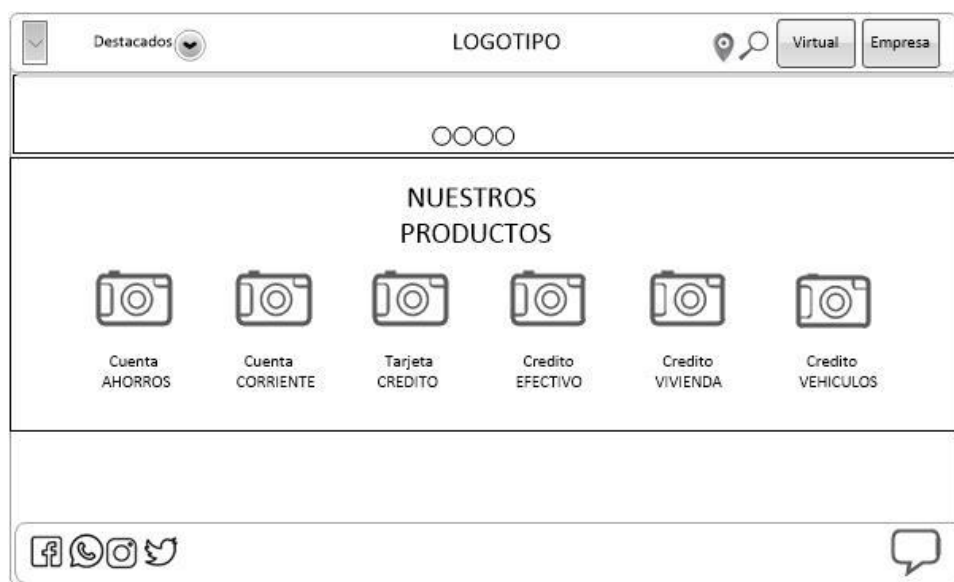 Destacados
LOGOTIPO
Virtual
Empresa
NUESTROS
PRODUCTOS
Cuenta
AHORROS
Cuenta
CORRIENTE
Tarjeta
CREDITO
Credito
EFECTIVO
Credito
VIVIENDA
Credito
VEHICULOS